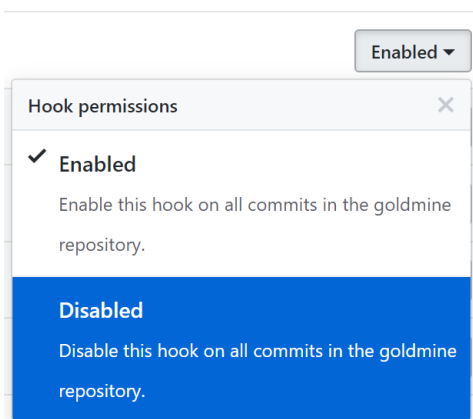 Enabled
Hook permissions
Enabled
Enable this hook on all commits in the goldmine
repository.
Disabled
Disable this hook on all commits in the goldmine
repository.